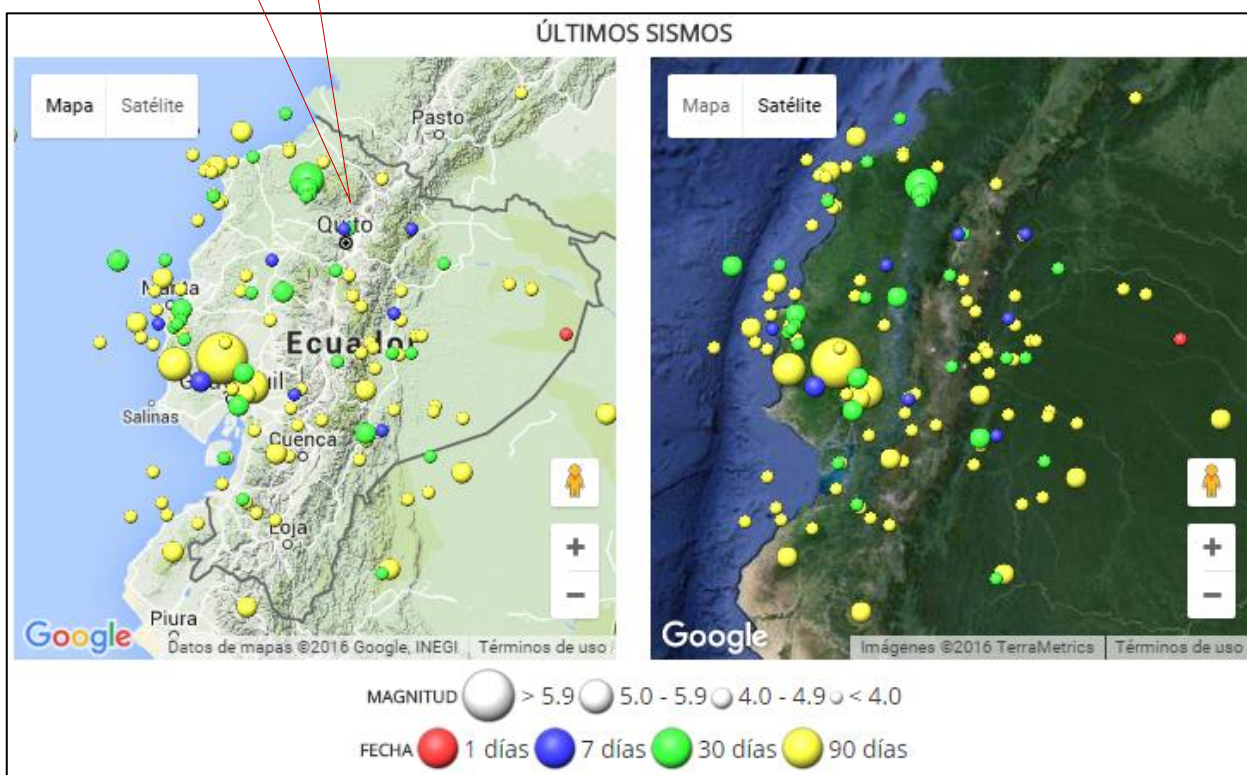 ÚLTIMOS SISMOS
Mapa Satélite
Pasto
Quito
Manta
Ecuador
Guayaquil
Salinas
Cuenca
Loja
Piura
Google
Datos de mapas ©2016 Google, INEGI Términos de uso
Mapa Satélite
Google
Imágenes ©2016 TerraMetrics Términos de uso
MAGNITUD > 5.9 5.0 - 5.9 4.0 - 4.9 < 4.0
FECHA 1 días 7 días 30 días 90 días